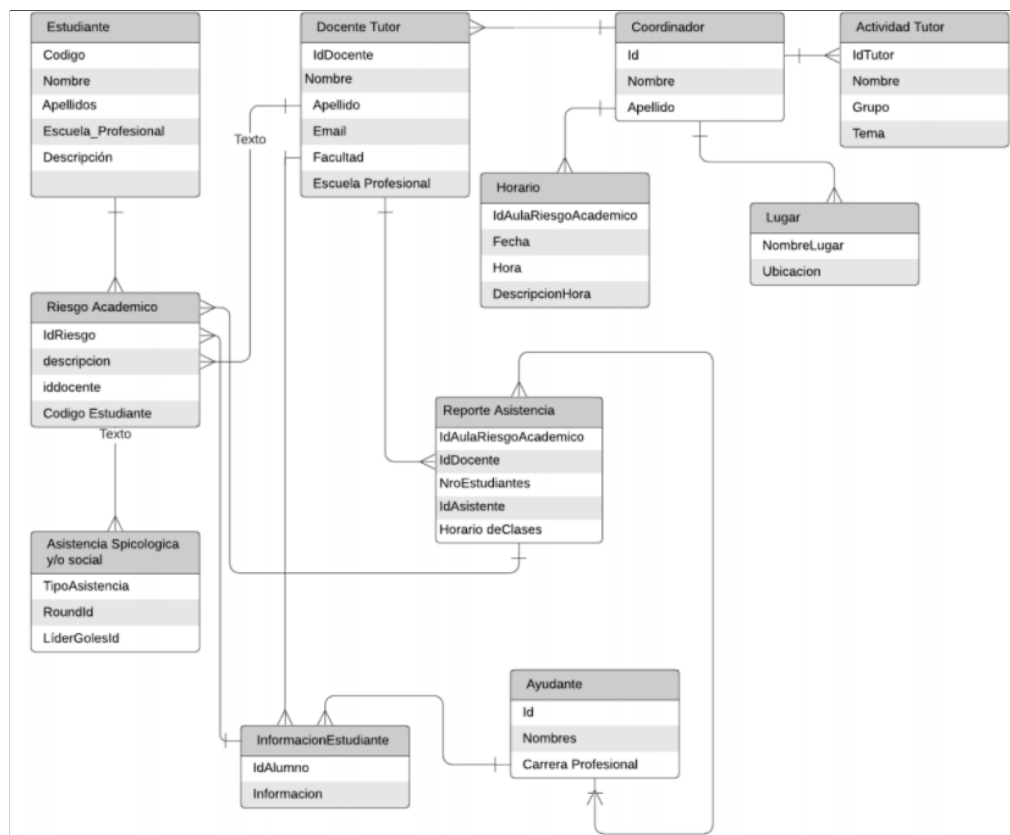 Estudiante
Codigo
Nombre
Apellidos
Escuela_Profesional
Descripción
Docente Tutor
IdDocente
Nombre
Apellido
Email
Facultad
Escuela Profesional
Coordinador
Id
Nombre
Apellido
Actividad Tutor
IdTutor
Nombre
Grupo
Tema
Texto
Horario
IdAulaRiesgoAcademico
Fecha
Hora
DescripcionHora
Lugar
NombreLugar
Ubicacion
Riesgo Academico
IdRiesgo
descripcion
iddocente
Codigo Estudiante
Texto
Reporte Asistencia
IdAulaRiesgoAcademico
IdDocente
NroEstudiantes
IdAsistente
Horario deClases
Asistencia Spicologica
y/o social
TipoAsistencia
RoundId
LíderGolesId
Ayudante
Id
Nombres
Carrera Profesional
InformacionEstudiante
IdAlumno
Informacion